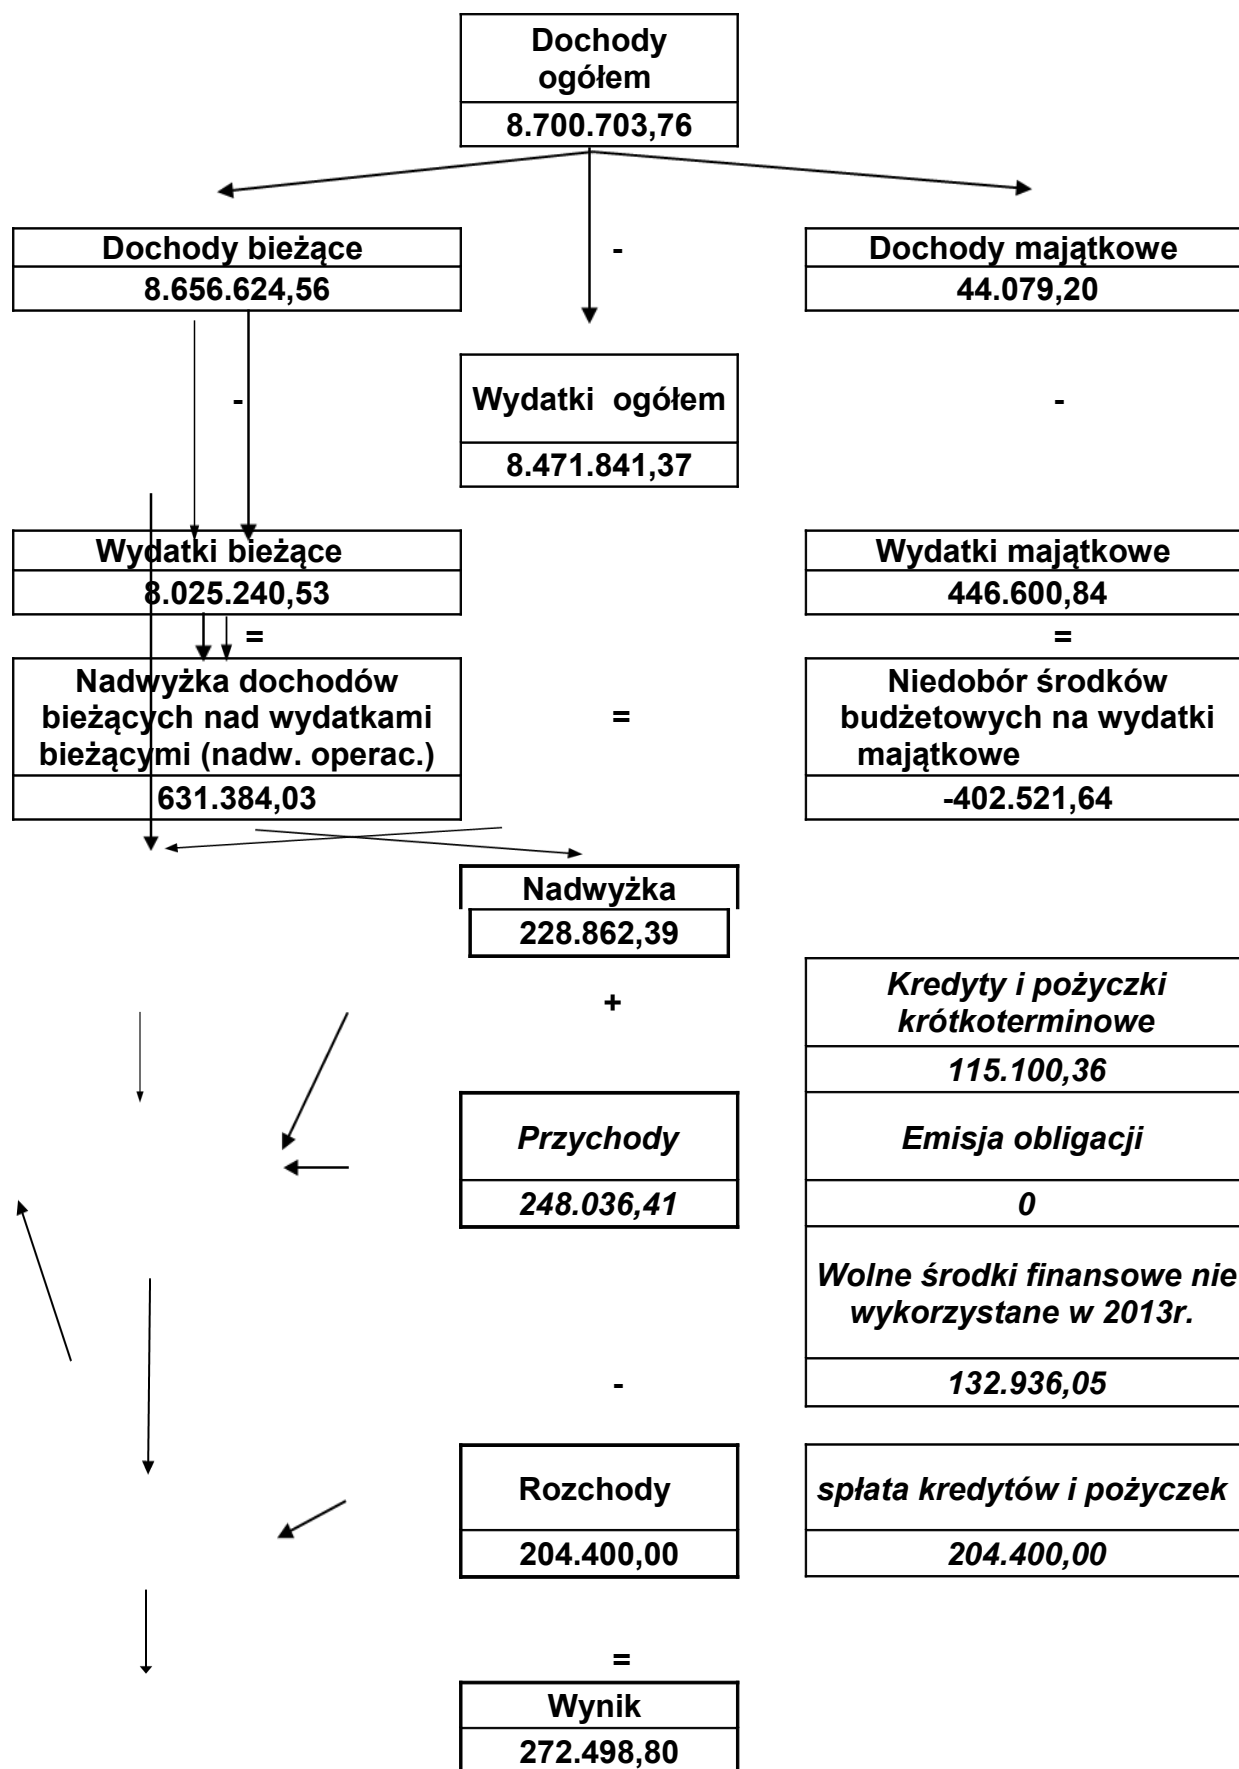 Dochody
ogółem
8.700.703,76
Dochody bieżące
-
Dochody majątkowe
8.656.624,56
44.079,20
Wydatki ogółem
-
-
8.471.841,37
Wydatki bieżące
Wydatki majątkowe
8.025.240,53
446.600,84
=
=
Nadwyżka dochodów
bieżących nad wydatkami
bieżącymi (nadw. operac.)
=
Niedobór środków
budżetowych na wydatki
majątkowe
631.384,03
-402.521,64
Nadwyżka
228.862,39
+
Kredyty i pożyczki
krótkoterminowe
115.100,36
Przychody
Emisja obligacji
248.036,41
0
Wolne środki finansowe nie
wykorzystane w 2013r.
-
132.936,05
Rozchody
spłata kredytów i pożyczek
204.400,00
204.400,00
=
Wynik
272.498,80